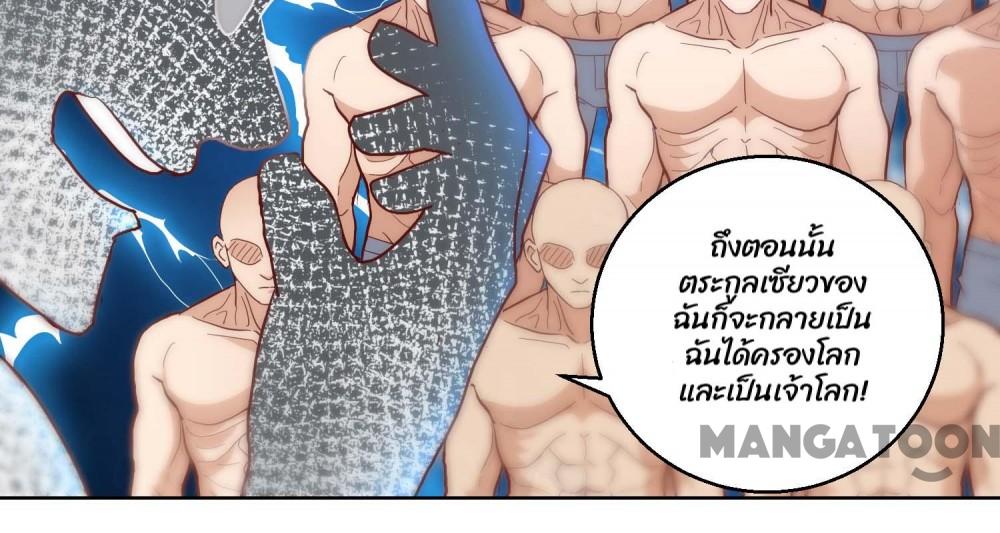 ถึงตอนนั้น
ตระกูลเซียวของ
ฉันก็จะกลายเป็น
ฉันได้ครองโลก
และเป็นเจ้าโลก!
MANGATOON